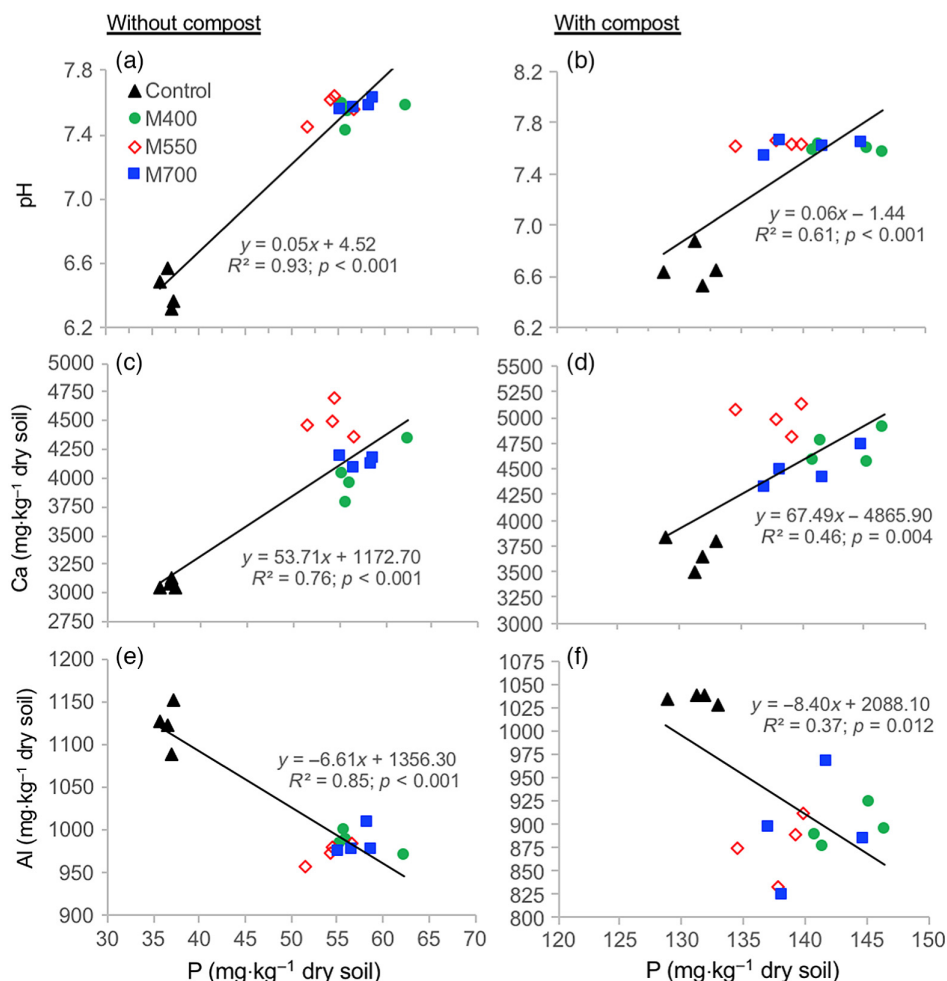 Without compost
With compost
(a)
7.8
7.4
7.0
6.6
6.2
pH
Control
M400
M550
M700
y = 0.05x + 4.52
R² = 0.93; p < 0.001
(b)
8.2
7.8
7.4
7.0
6.6
6.2
y = 0.06x – 1.44
R² = 0.61; p < 0.001
(c)
5000
4750
4500
4250
4000
3750
3500
3250
3000
2750
Ca (mg·kg⁻¹ dry soil)
y = 53.71x + 1172.70
R² = 0.76; p < 0.001
(d)
5500
5250
5000
4750
4500
4250
4000
3750
3500
3250
3000
y = 67.49x – 4865.90
R² = 0.46; p = 0.004
(e)
1200
1150
1100
1050
1000
950
900
Al (mg·kg⁻¹ dry soil)
y = –6.61x + 1356.30
R² = 0.85; p < 0.001
30 35 40 45 50 55 60 65 70
P (mg·kg⁻¹ dry soil)
(f)
1075
1050
1025
1000
975
950
925
900
875
850
825
800
y = –8.40x + 2088.10
R² = 0.37; p = 0.012
120 125 130 135 140 145 150
P (mg·kg⁻¹ dry soil)